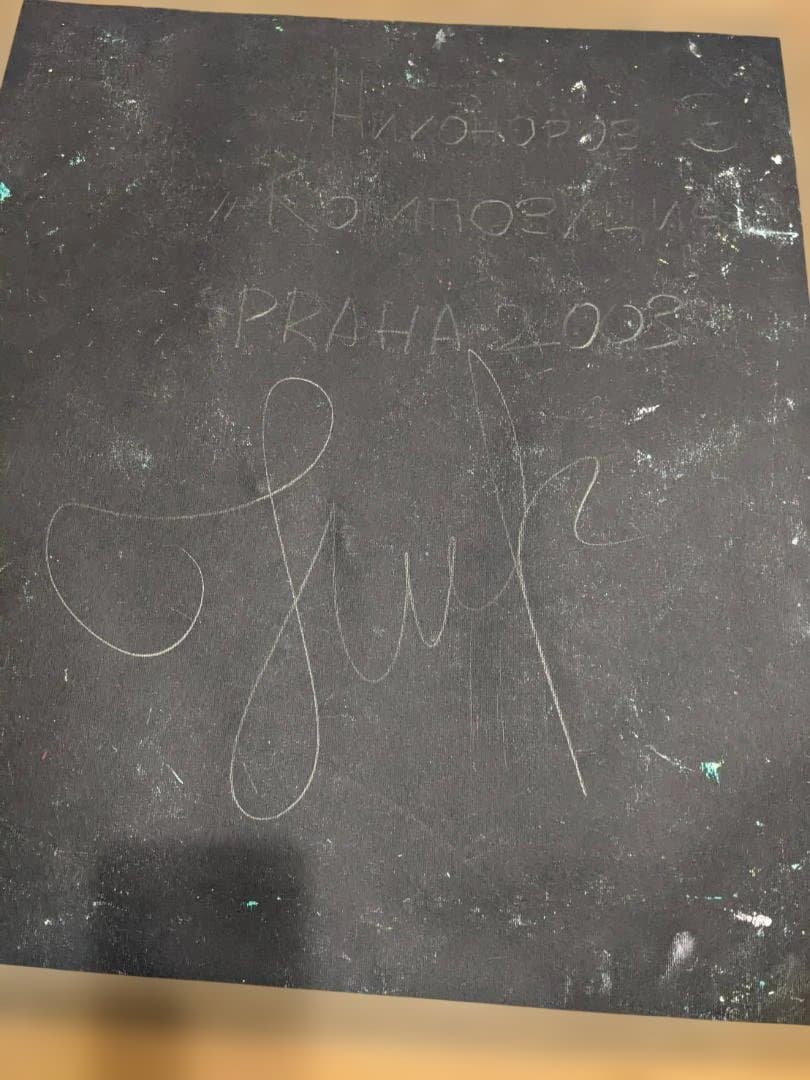 Никоноров З
"Композиция"
PRAHA 2003